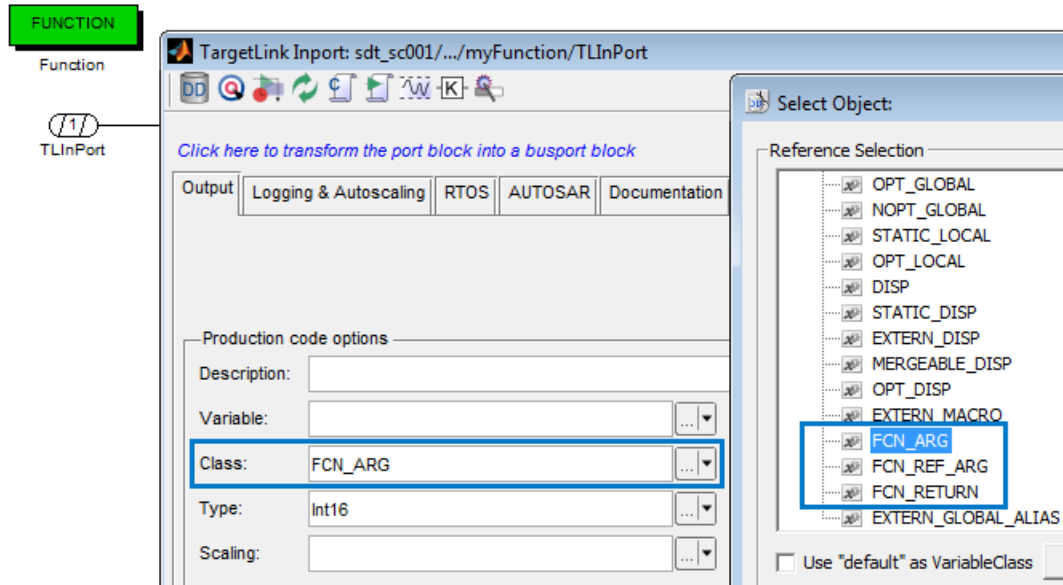 FUNCTION
Function
1
TLInPort
TargetLink Inport: sdt_sc001/.../myFunction/TLInPort
DD
Click here to transform the port block into a busport block
Output Logging & Autoscaling RTOS AUTOSAR Documentation
Production code options
Description:
Variable: ...
Class: FCN_ARG ...
Type: Int16 ...
Scaling: ...
Select Object:
Reference Selection
OPT_GLOBAL
NOPT_GLOBAL
STATIC_LOCAL
OPT_LOCAL
DISP
STATIC_DISP
EXTERN_DISP
MERGEABLE_DISP
OPT_DISP
EXTERN_MACRO
FCN_ARG
FCN_REF_ARG
FCN_RETURN
EXTERN_GLOBAL_ALIAS
Use "default" as VariableClass